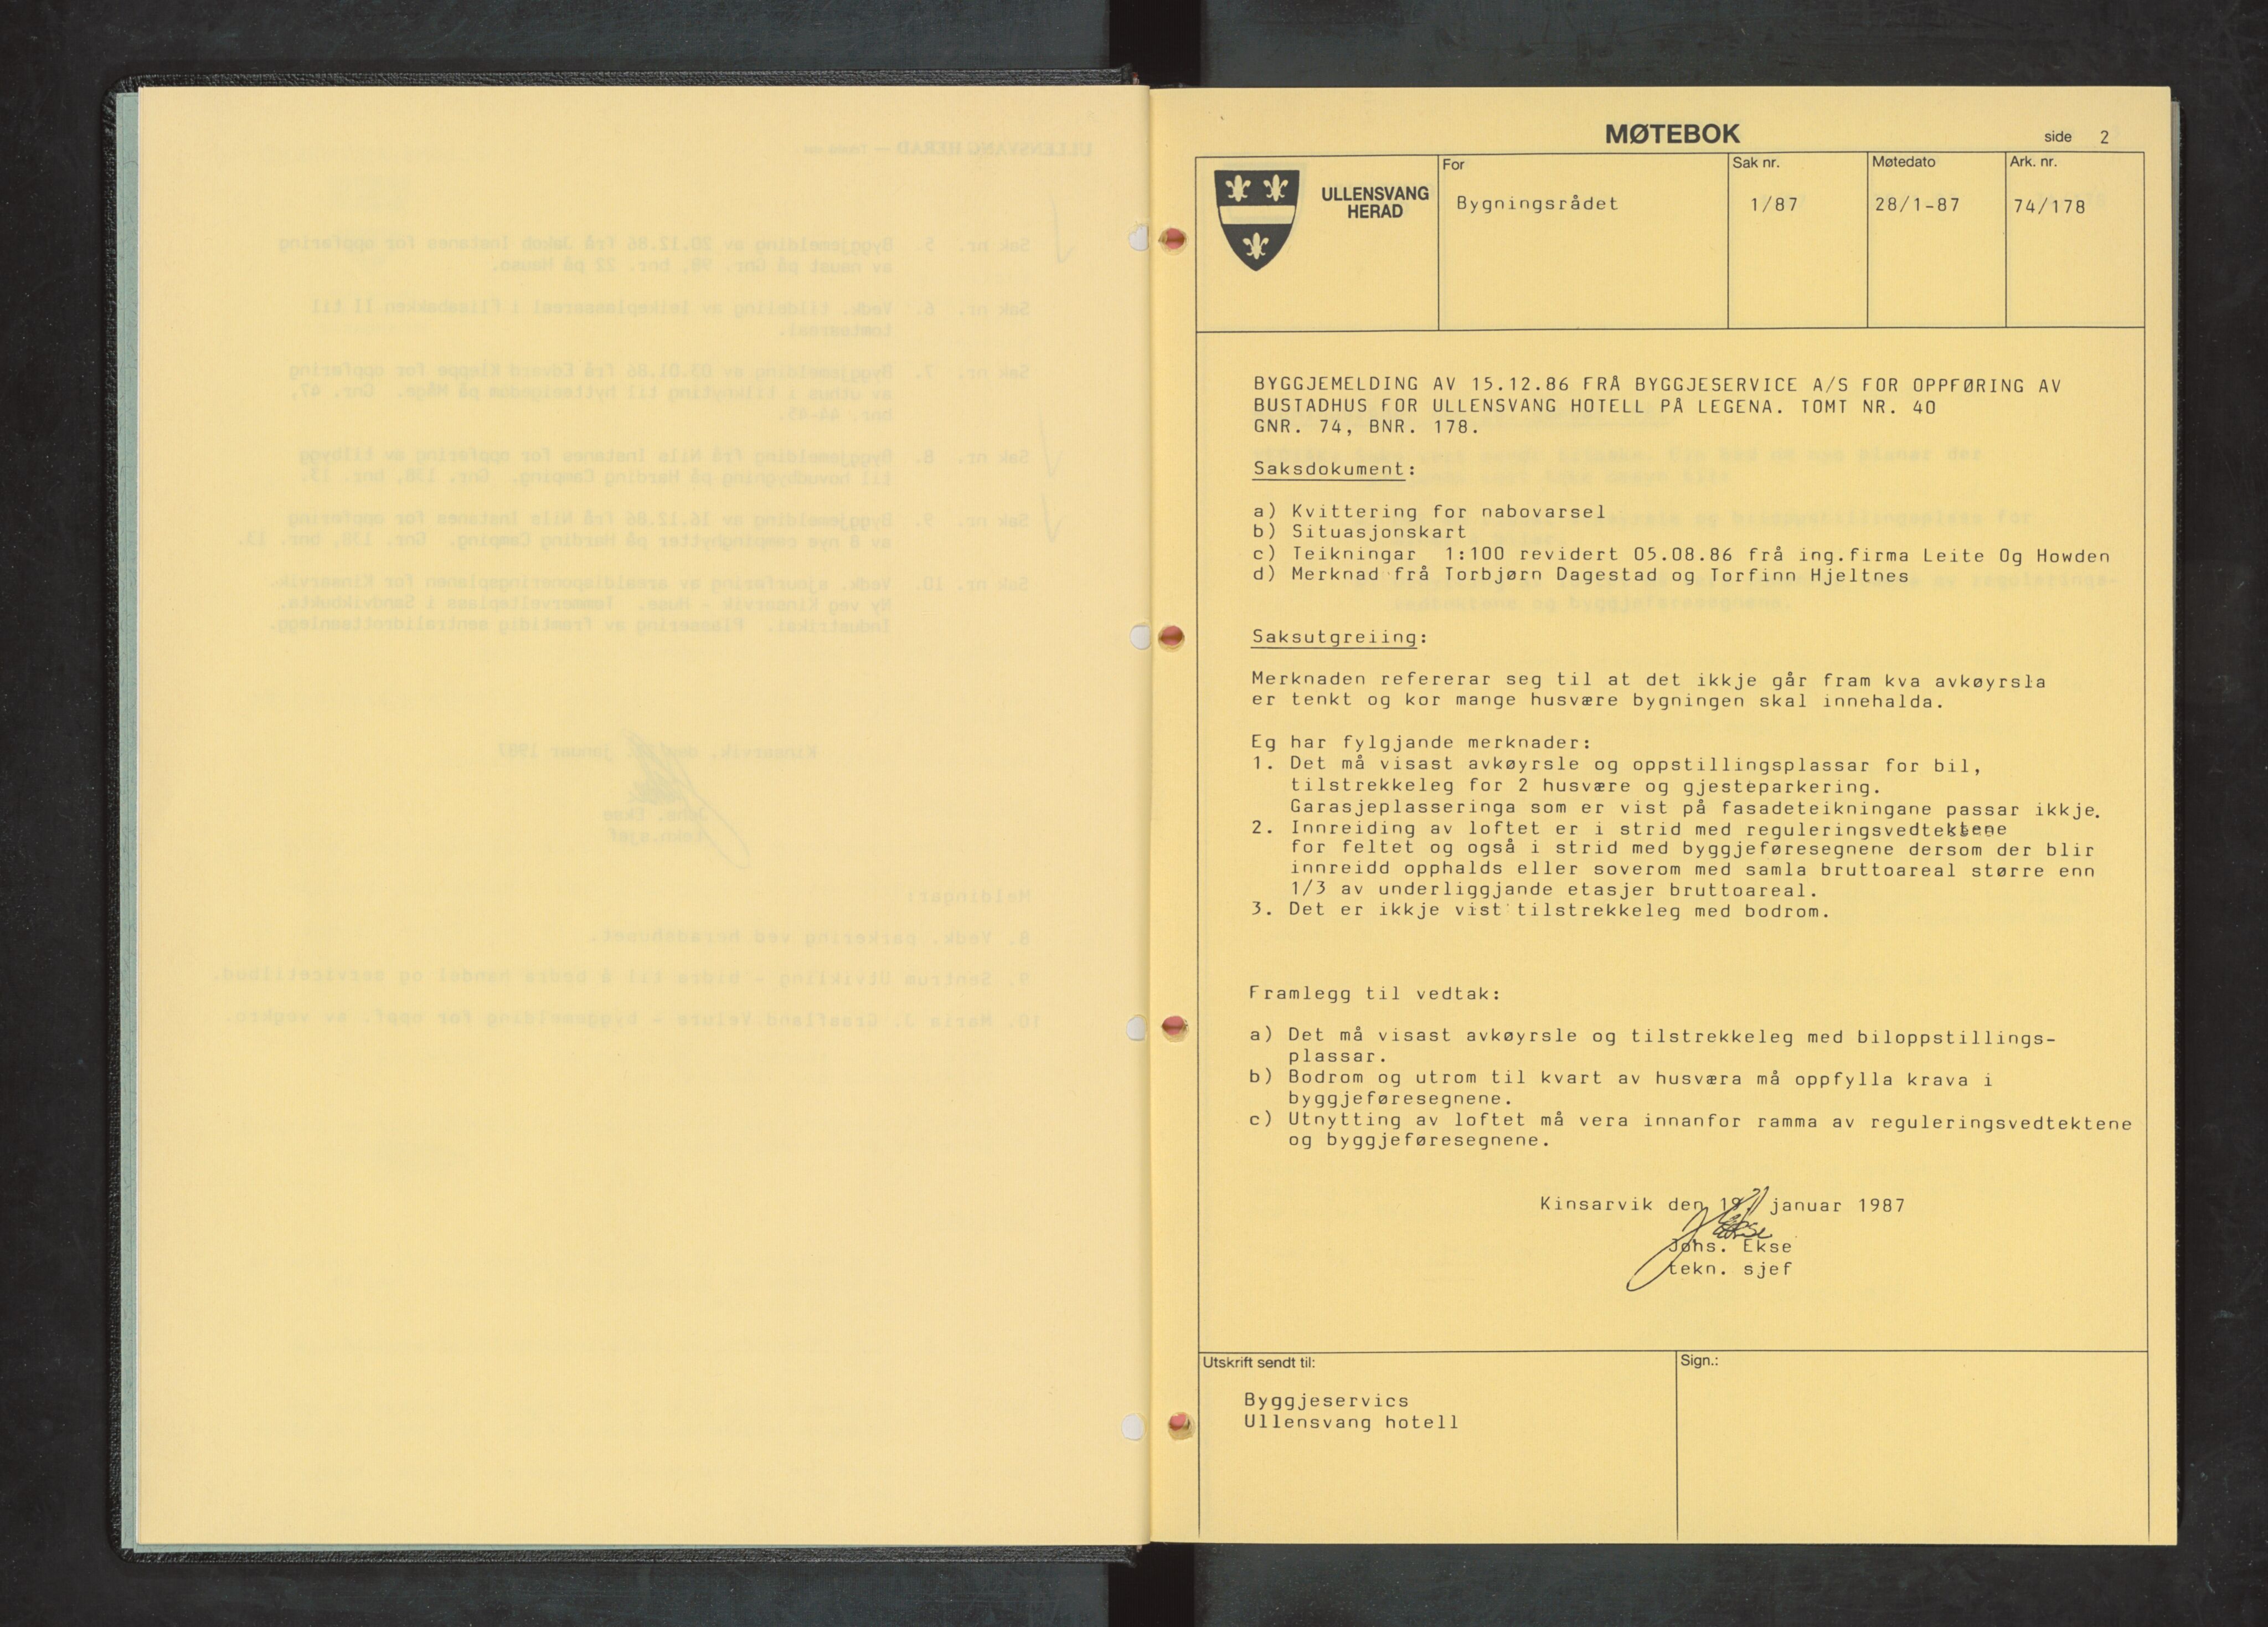 MØTEBOK
side 2
ULLENSVANG
HERAD
For
Bygningsrådet
Sak nr.
1/87
Møtedato
28/1-87
Ark. nr.
74/178
BYGGJEMELDING AV 15.12.86 FRÅ BYGGJESERVICE A/S FOR OPPFØRING AV
BUSTADHUS FOR ULLENSVANG HOTELL PÅ LEGENA. TOMT NR. 40
GNR. 74, BNR. 178.
Saksdokument:
a) Kvittering for nabovarsel
b) Situasjonskart
c) Teikningar 1:100 revidert 05.08.86 frå ing.firma Leite Og Howden
d) Merknad frå Torbjørn Dagestad og Torfinn Hjeltnes
Saksutgreiing:
Merknaden refererar seg til at det ikkje går fram kva avkøyrsla
er tenkt og kor mange husvære bygningen skal innehalda.
Eg har fylgjande merknader:
1. Det må visast avkøyrsle og oppstillingsplassar for bil,
tilstrekkeleg for 2 husvære og gjesteparkering.
Garasjeplasseringa som er vist på fasadeteikningane passar ikkje.
2. Innreiding av loftet er i strid med reguleringsvedtektene
for feltet og også i strid med byggjeføresegnene dersom der blir
innreidd opphalds eller soverom med samla bruttoareal større enn
1/3 av underliggjande etasjer bruttoareal.
3. Det er ikkje vist tilstrekkeleg med bodrom.
Framlegg til vedtak:
a) Det må visast avkøyrsle og tilstrekkeleg med biloppstillings-
plassar.
b) Bodrom og utrom til kvart av husværa må oppfylla krava i
byggjeføresegnene.
c) Utnytting av loftet må vera innanfor ramma av reguleringsvedtektene
og byggjeføresegnene.
Kinsarvik den 19. januar 1987
Johs. Ekse
tekn. sjef
Utskrift sendt til:
Byggjeservics
Ullensvang hotell
Sign.: